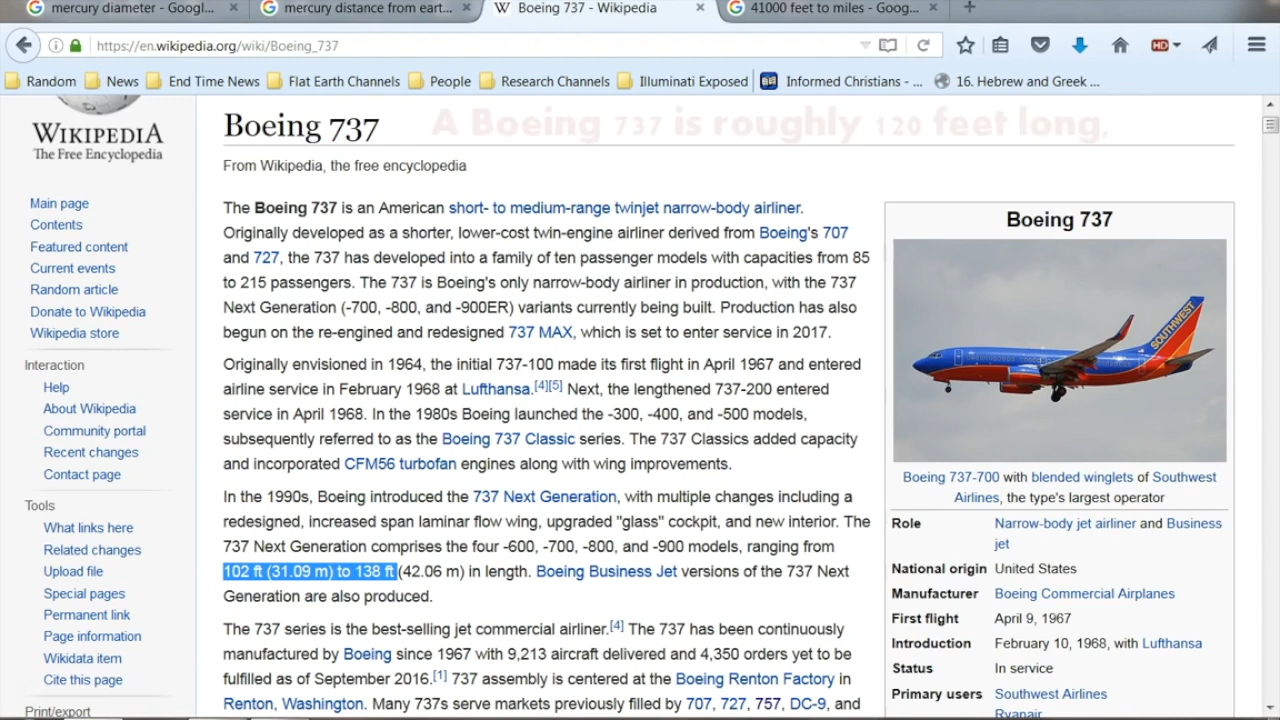 mercury diameter - Googl...
mercury distance from eart...
Boeing 737 - Wikipedia
41000 feet to miles - Goog...
https://en.wikipedia.org/wiki/Boeing_737
HD
Random
News
End Time News
Flat Earth Channels
People
Research Channels
Illuminati Exposed
Informed Christians - ...
16. Hebrew and Greek ...
WIKIPEDIA
The Free Encyclopedia
Main page
Contents
Featured content
Current events
Random article
Donate to Wikipedia
Wikipedia store
Interaction
Help
About Wikipedia
Community portal
Recent changes
Contact page
Tools
What links here
Related changes
Upload file
Special pages
Permanent link
Page information
Wikidata item
Cite this page
Print/export
A Boeing 737 is roughly 120 feet long,
Boeing 737
From Wikipedia, the free encyclopedia
The Boeing 737 is an American short- to medium-range twinjet narrow-body airliner.
Originally developed as a shorter, lower-cost twin-engine airliner derived from Boeing's 707
and 727, the 737 has developed into a family of ten passenger models with capacities from 85
to 215 passengers. The 737 is Boeing's only narrow-body airliner in production, with the 737
Next Generation (-700, -800, and -900ER) variants currently being built. Production has also
begun on the re-engined and redesigned 737 MAX, which is set to enter service in 2017.
Originally envisioned in 1964, the initial 737-100 made its first flight in April 1967 and entered
airline service in February 1968 at Lufthansa.[4][5] Next, the lengthened 737-200 entered
service in April 1968. In the 1980s Boeing launched the -300, -400, and -500 models,
subsequently referred to as the Boeing 737 Classic series. The 737 Classics added capacity
and incorporated CFM56 turbofan engines along with wing improvements.
In the 1990s, Boeing introduced the 737 Next Generation, with multiple changes including a
redesigned, increased span laminar flow wing, upgraded "glass" cockpit, and new interior. The
737 Next Generation comprises the four -600, -700, -800, and -900 models, ranging from
102 ft (31.09 m) to 138 ft (42.06 m) in length. Boeing Business Jet versions of the 737 Next
Generation are also produced.
The 737 series is the best-selling jet commercial airliner.[4] The 737 has been continuously
manufactured by Boeing since 1967 with 9,213 aircraft delivered and 4,350 orders yet to be
fulfilled as of September 2016.[1] 737 assembly is centered at the Boeing Renton Factory in
Renton, Washington. Many 737s serve markets previously filled by 707, 727, 757, DC-9, and
Boeing 737
SOUTHWEST
Boeing 737-700 with blended winglets of Southwest
Airlines, the type's largest operator
Role Narrow-body jet airliner and Business
jet
National origin United States
Manufacturer Boeing Commercial Airplanes
First flight April 9, 1967
Introduction February 10, 1968, with Lufthansa
Status In service
Primary users Southwest Airlines
Ryanair